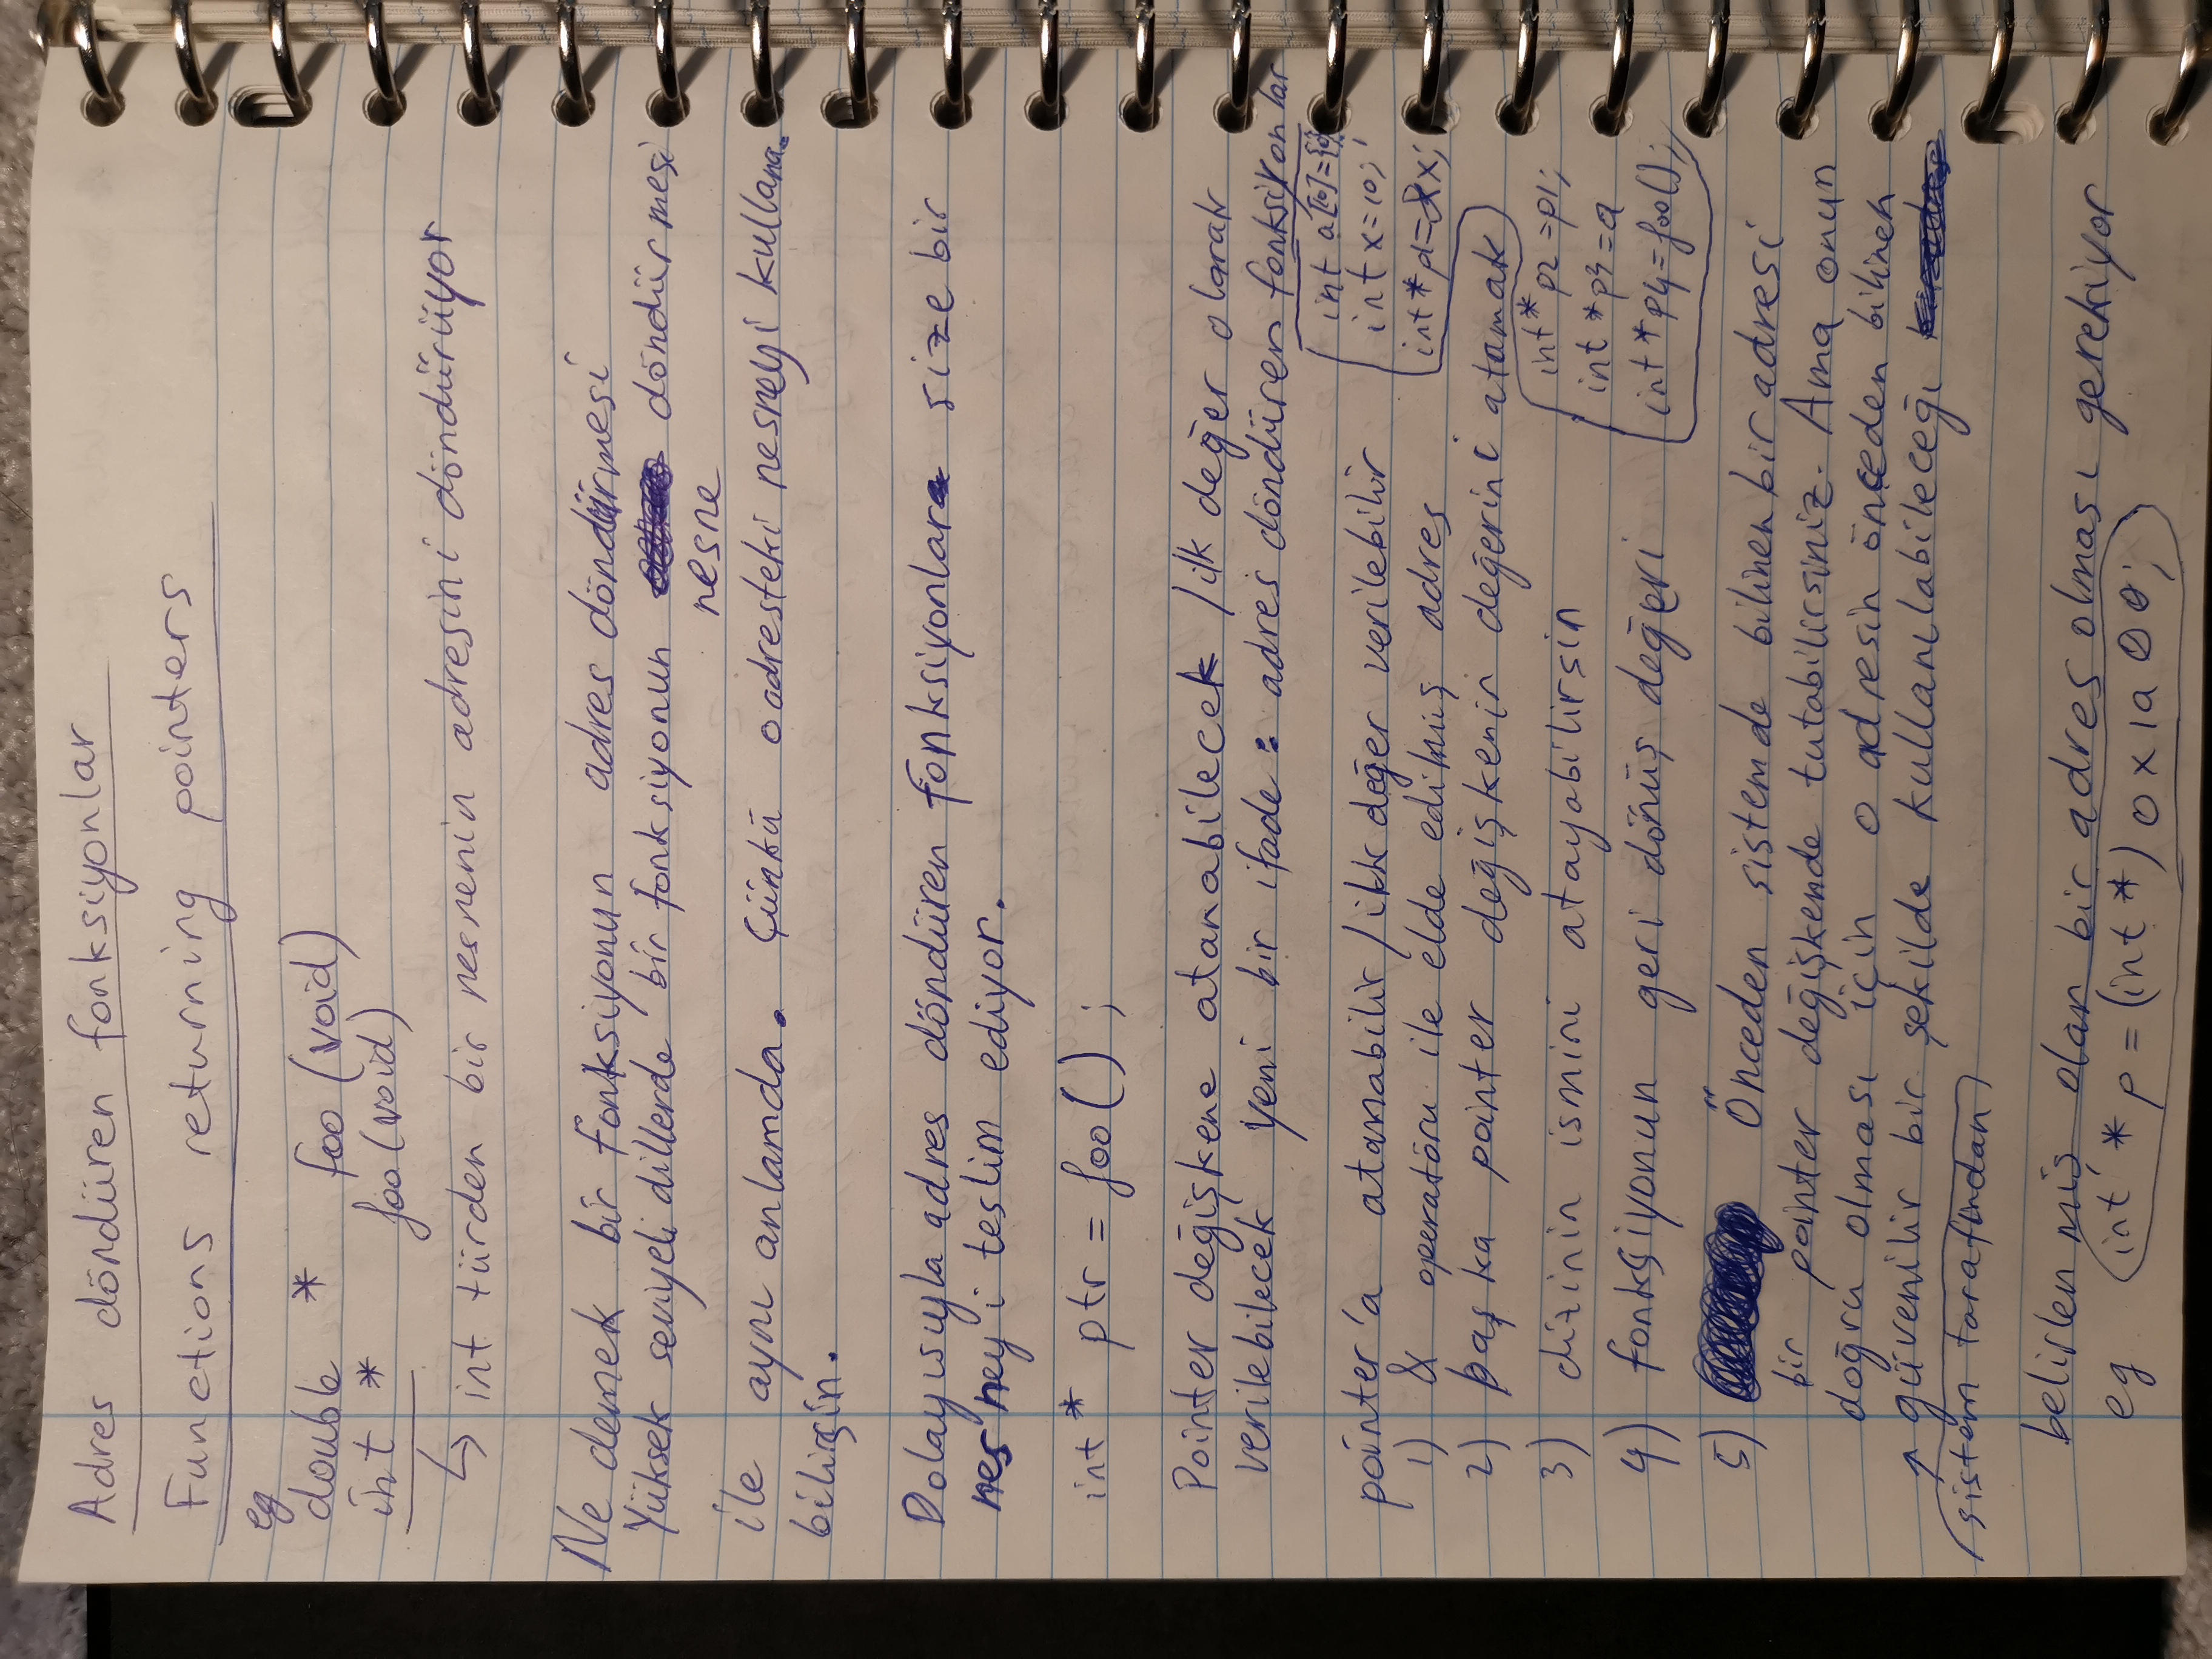 Adres döndüren fonksiyonlar
Functions returning pointers
eg
double * foo (void)
int * foo (void)
↳ int türden bir nesnenin adresini döndürüyor
Ne demek bir fonksiyonun adres döndürmesi
Yüksek seviyeli dillerde bir fonksiyonun döndürmesi
nesne
ile aynı anlamda. Çünkü o adresteki nesneyi kullana-
bilirsin.
Dolayısıyla adres döndüren fonksiyonlar size bir
nesneyi teslim ediyor.
int * ptr = foo () ;
Pointer değişkene atanabilecek / ilk değer olarak
verilebilecek yeni bir ifade : adres döndüren fonksiyonlar
int a[10]={0};
pointer'a atanabilir / ilk değer verilebilir
int x=10;
1) & operatörü ile elde edilmiş adres
int * p1=&x;
2) başka pointer değişkenin değerini atamak
int * p2 =p1;
3) dizinin ismini atayabilirsin
int *p3=a
4) fonksiyonun geri dönüş değeri
int * p4=foo();
5) Önceden sistemde bilinen bir adresi
bir pointer değişkende tutabilirsiniz. Ama onun
doğru olması için o adresin önceden bilinen
↗ güvenilir bir şekilde kullanılabileceği
sistem tarafından
belirlenmiş olan bir adres olması gerekiyor
eg int * p = (int *) 0x1a00;